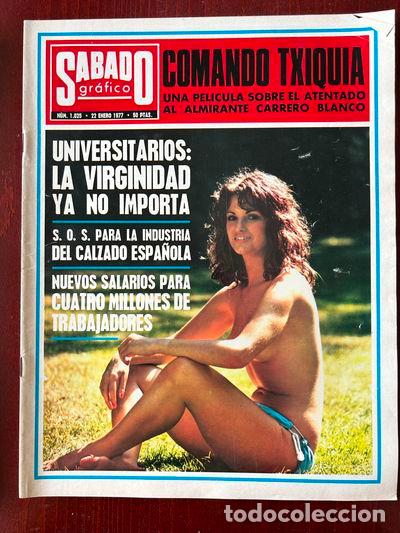 SABADO
gráfico
NÚM. 1.025 • 22 ENERO 1977 • 50 PTAS.
COMANDO TXIQUIA
UNA PELICULA SOBRE EL ATENTADO
AL ALMIRANTE CARRERO BLANCO
UNIVERSITARIOS:
LA VIRGINIDAD
YA NO IMPORTA
S. O. S. PARA LA INDUSTRIA
DEL CALZADO ESPAÑOLA
NUEVOS SALARIOS PARA
CUATRO MILLONES DE
TRABAJADORES
todocoleccion